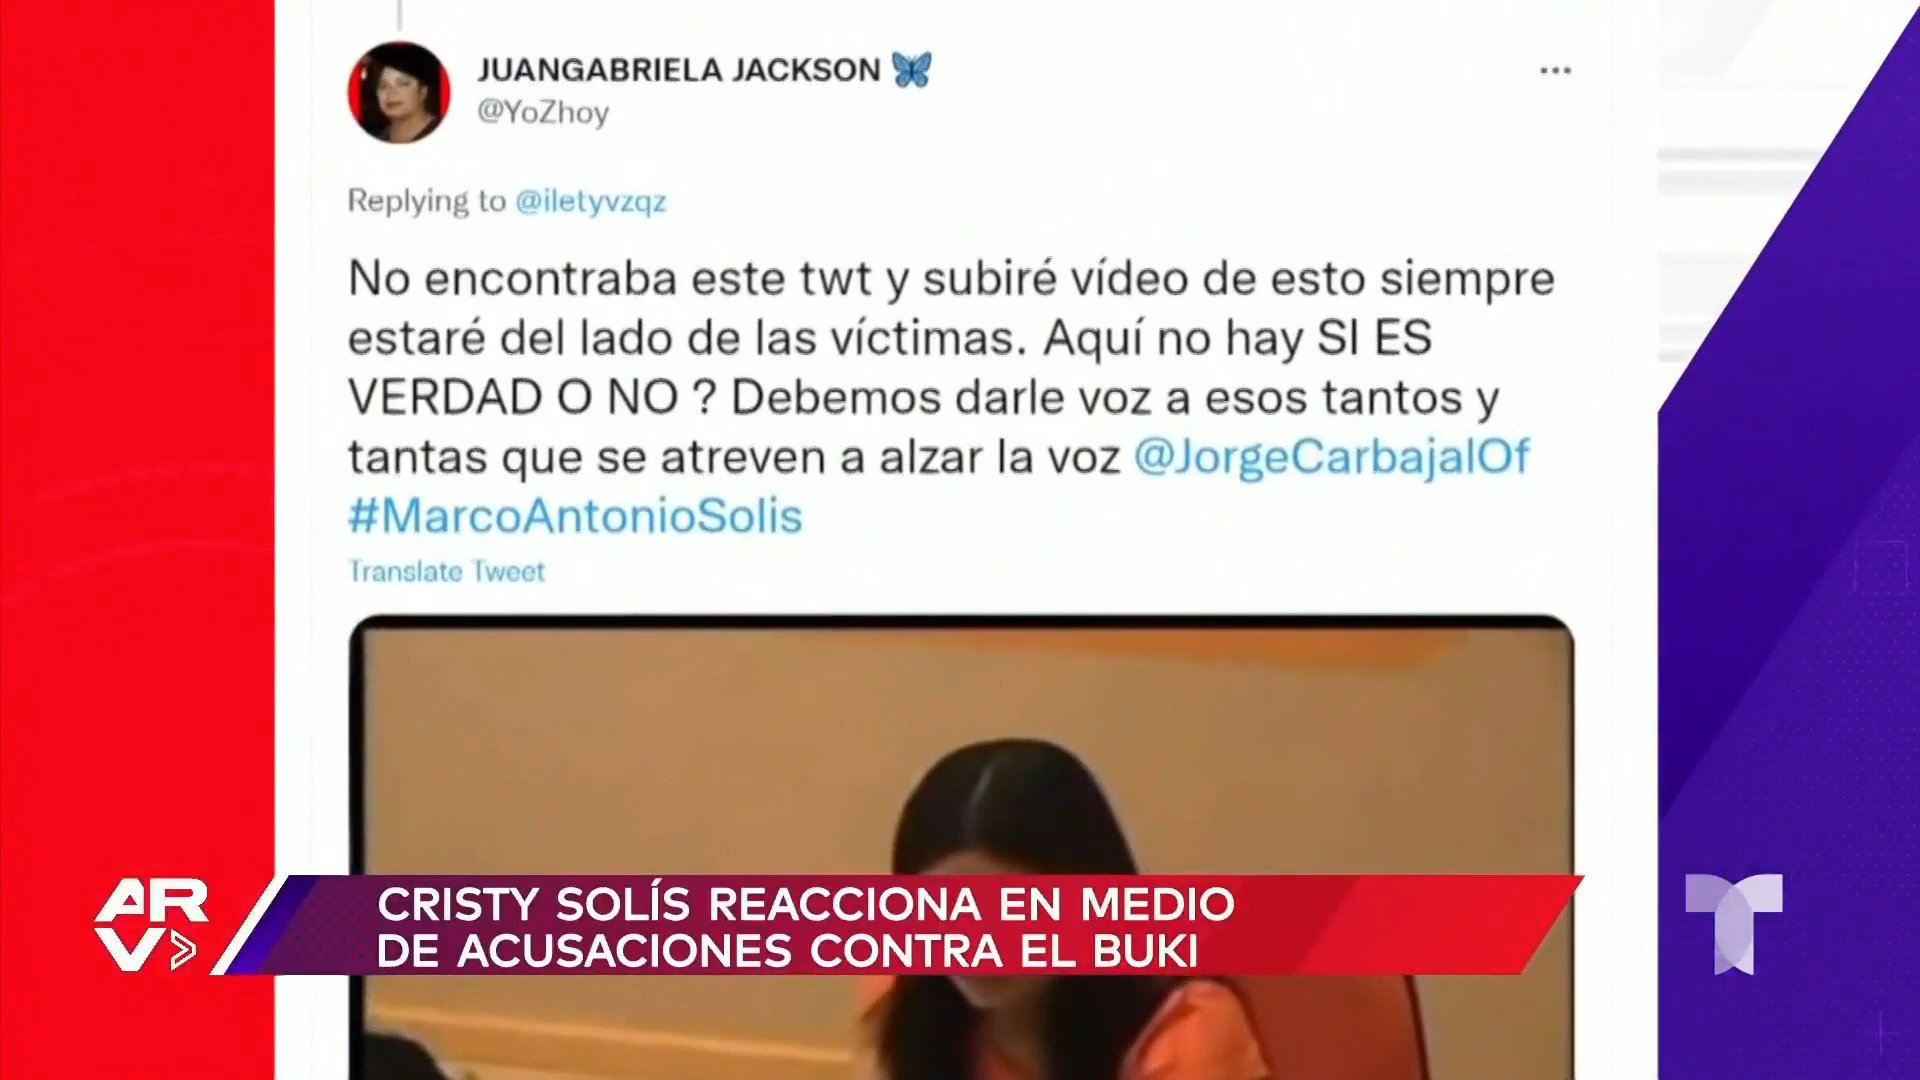 JUANGABRIELA JACKSON 🦋
@YoZhoy
Replying to @iletyvzqz
No encontraba este twt y subiré vídeo de esto siempre
estaré del lado de las víctimas. Aquí no hay SI ES
VERDAD O NO ? Debemos darle voz a esos tantos y
tantas que se atreven a alzar la voz @JorgeCarbajalOf
#MarcoAntonioSolis
Translate Tweet
ARV
CRISTY SOLÍS REACCIONA EN MEDIO
DE ACUSACIONES CONTRA EL BUKI
T